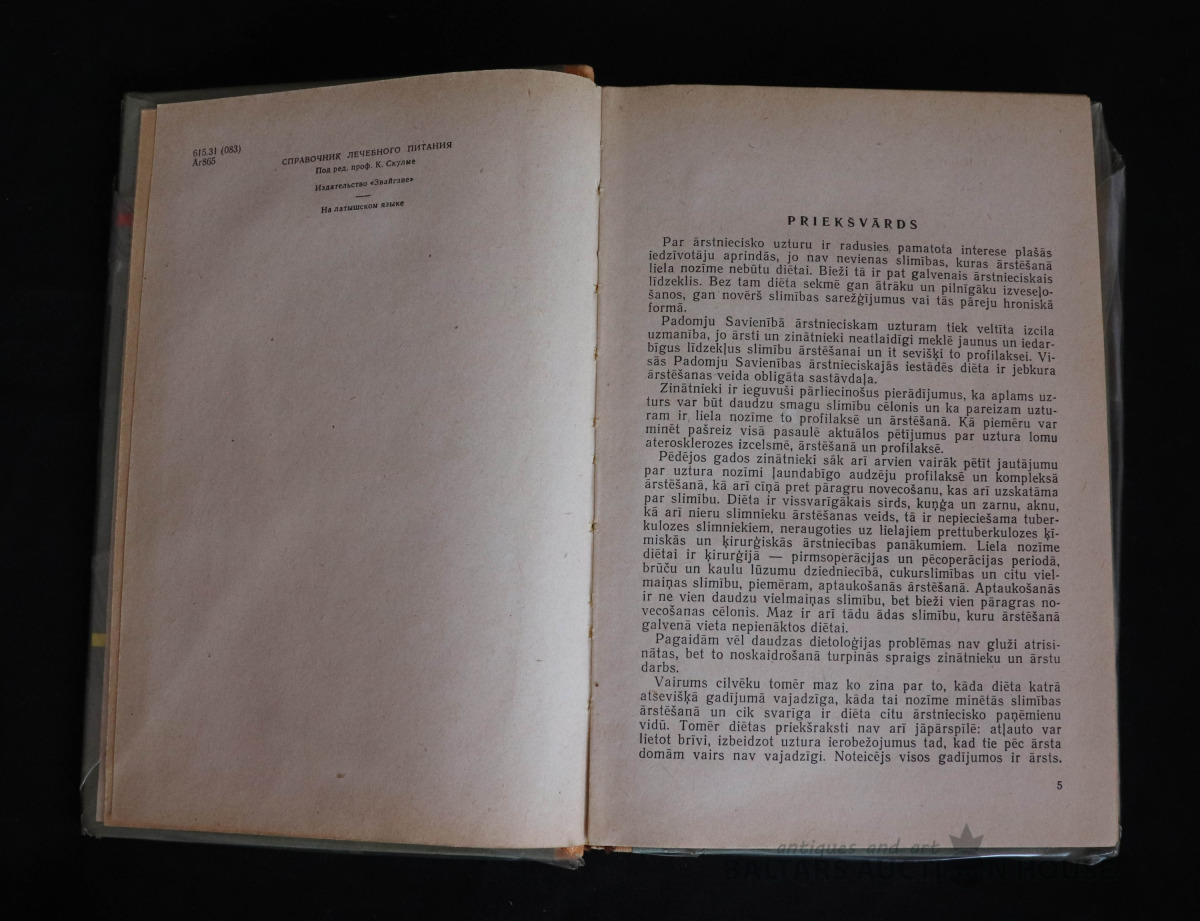 615.31 (083)
Ar865
СПРАВОЧНИК ЛЕЧЕБНОГО ПИТАНИЯ
Под ред. проф. К. Скулме
Издательство «Звайгзне»
На латышском языке
PRIEKŠVĀRDS
Par ārstniecisko uzturu ir radusies pamatota interese plašās
iedzīvotāju aprindās, jo nav nevienas slimības, kuras ārstēšanā
liela nozīme nebūtu diētai. Bieži tā ir pat galvenais ārstnieciskais
līdzeklis. Bez tam diēta sekmē gan ātrāku un pilnīgāku izveseļo-
šanos, gan novērš slimības sarežģījumus vai tās pāreju hroniskā
formā.
Padomju Savienībā ārstnieciskam uzturam tiek veltīta izcila
uzmanība, jo ārsti un zinātnieki neatlaidīgi meklē jaunus un iedar-
bīgus līdzekļus slimību ārstēšanai un it sevišķi to profilaksei. Vi-
sās Padomju Savienības ārstnieciskajās iestādēs diēta ir jebkura
ārstēšanas veida obligāta sastāvdaļa.
Zinātnieki ir ieguvuši pārliecinošus pierādījumus, ka aplams uz-
turs var būt daudzu smagu slimību cēlonis un ka pareizam uztu-
ram ir liela nozīme to profilaksē un ārstēšanā. Kā piemēru var
minēt pašreiz visā pasaulē aktuālos pētījumus par uztura lomu
aterosklerozes izcelsmē, ārstēšanā un profilaksē.
Pēdējos gados zinātnieki sāk arī arvien vairāk pētīt jautājumu
par uztura nozīmi ļaundabīgo audzēju profilaksē un kompleksā
ārstēšanā, kā arī cīņā pret pāragru novecošanu, kas arī uzskatāma
par slimību. Diēta ir vissvarīgākais sirds, kuņģa un zarnu, aknu,
kā arī nieru slimnieku ārstēšanas veids, tā ir nepieciešama tuber-
kulozes slimniekiem, neraugoties uz lielajiem prettuberkulozes ķī-
miskās un ķirurģiskās ārstniecības panākumiem. Liela nozīme
diētai ir ķirurģijā — pirmsoperācijas un pēcoperācijas periodā,
brūču un kaulu lūzumu dziedniecībā, cukurslimības un citu viel-
maiņas slimību, piemēram, aptaukošanās ārstēšanā. Aptaukošanās
ir ne vien daudzu vielmaiņas slimību, bet bieži vien pāragras no-
vecošanas cēlonis. Maz ir arī tādu ādas slimību, kuru ārstēšanā
galvenā vieta nepienāktos diētai.
Pagaidām vēl daudzas dietoloģijas problēmas nav gluži atrisi-
nātas, bet to noskaidrošanā turpinās spraigs zinātnieku un ārstu
darbs.
Vairums cilvēku tomēr maz ko zina par to, kāda diēta katrā
atsevišķā gadījumā vajadzīga, kāda tai nozīme minētās slimības
ārstēšanā un cik svarīga ir diēta citu ārstniecisko paņēmienu
vidū. Tomēr diētas priekšraksti nav arī jāpārspīlē: atļauto var
lietot brīvi, izbeidzot uztura ierobežojumus tad, kad tie pēc ārsta
domām vairs nav vajadzīgi. Noteicējs visos gadījumos ir ārsts.
5
antiques and art
BALTARS AUCTION HOUSE